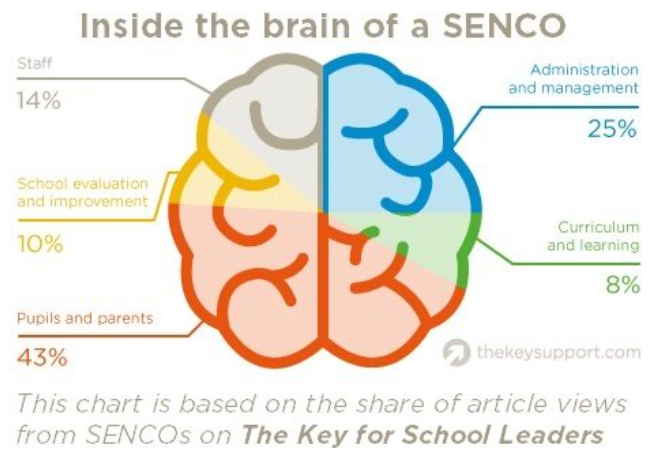 Inside the brain of a SENCO
Staff
14%
Administration
and management
25%
School evaluation
and improvement
10%
Curriculum
and learning
8%
Pupils and parents
43%
thekeysupport.com
This chart is based on the share of article views
from SENCOs on The Key for School Leaders